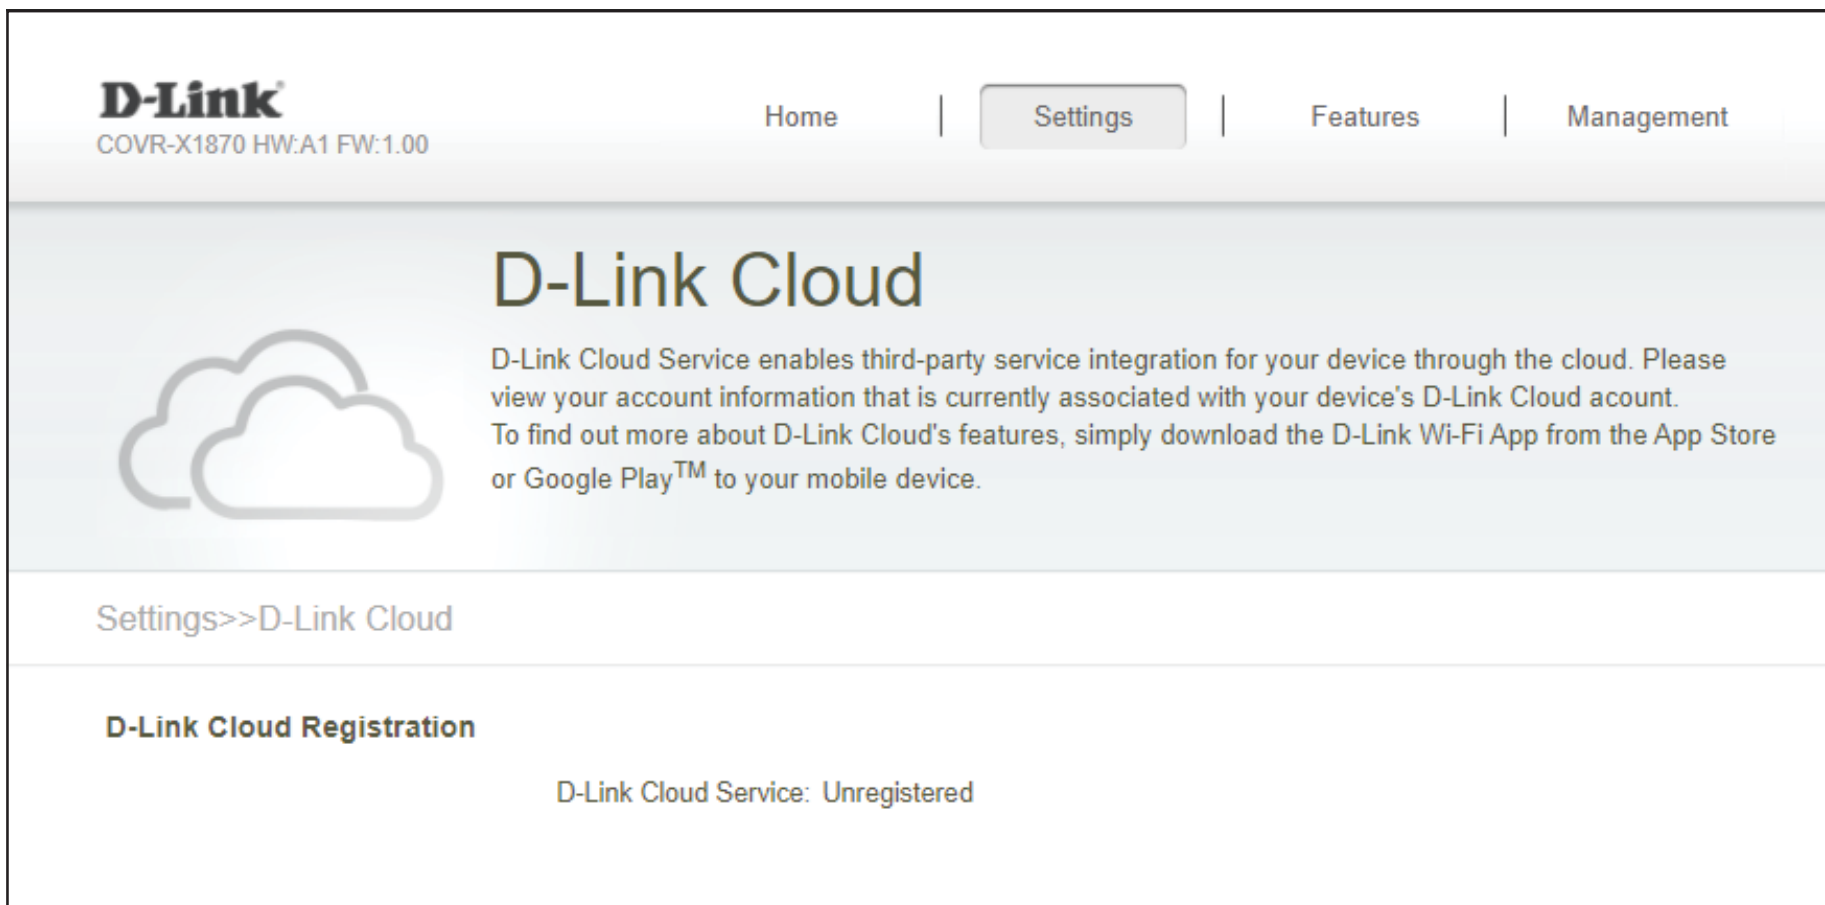 D-Link®
COVR-X1870 HW:A1 FW:1.00
Home | Settings | Features | Management
D-Link Cloud
D-Link Cloud Service enables third-party service integration for your device through the cloud. Please
view your account information that is currently associated with your device's D-Link Cloud acount.
To find out more about D-Link Cloud's features, simply download the D-Link Wi-Fi App from the App Store
or Google Play™ to your mobile device.
Settings>>D-Link Cloud
D-Link Cloud Registration
D-Link Cloud Service: Unregistered